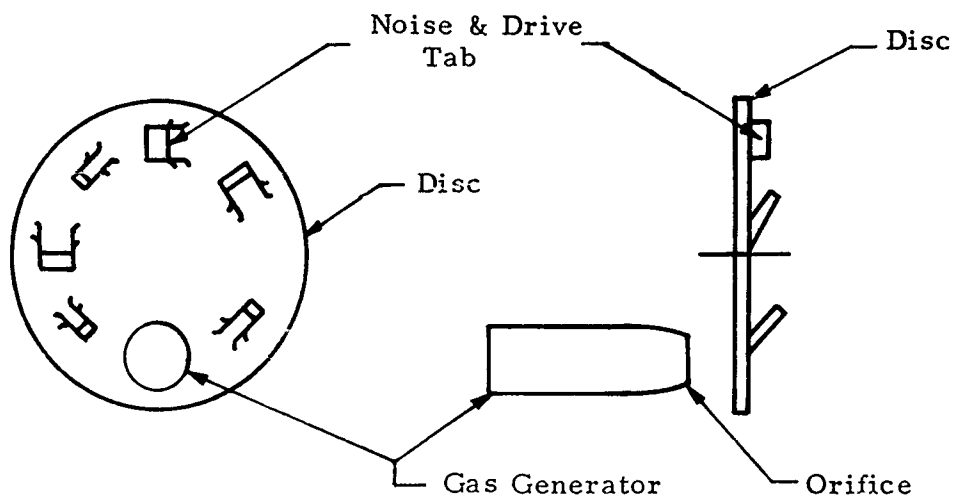 Noise & Drive
Tab
Disc
Disc
Gas Generator
Orifice